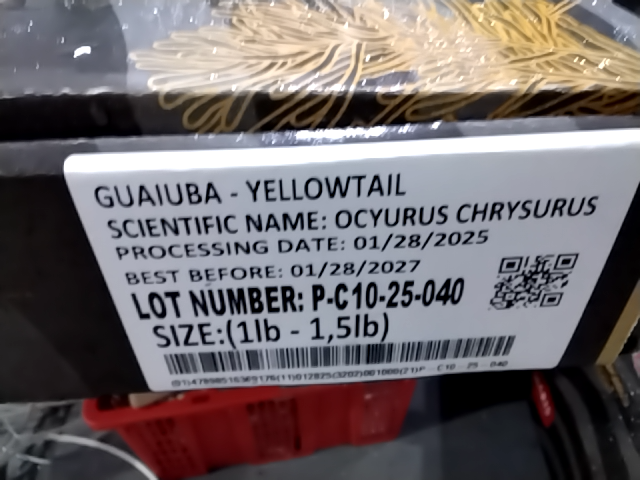 GUAIUBA - YELLOWTAIL
SCIENTIFIC NAME: OCYURUS CHRYSURUS
PROCESSING DATE: 01/28/2025
BEST BEFORE: 01/28/2027
LOT NUMBER: P-C10-25-040
SIZE:(1lb - 1,5lb)